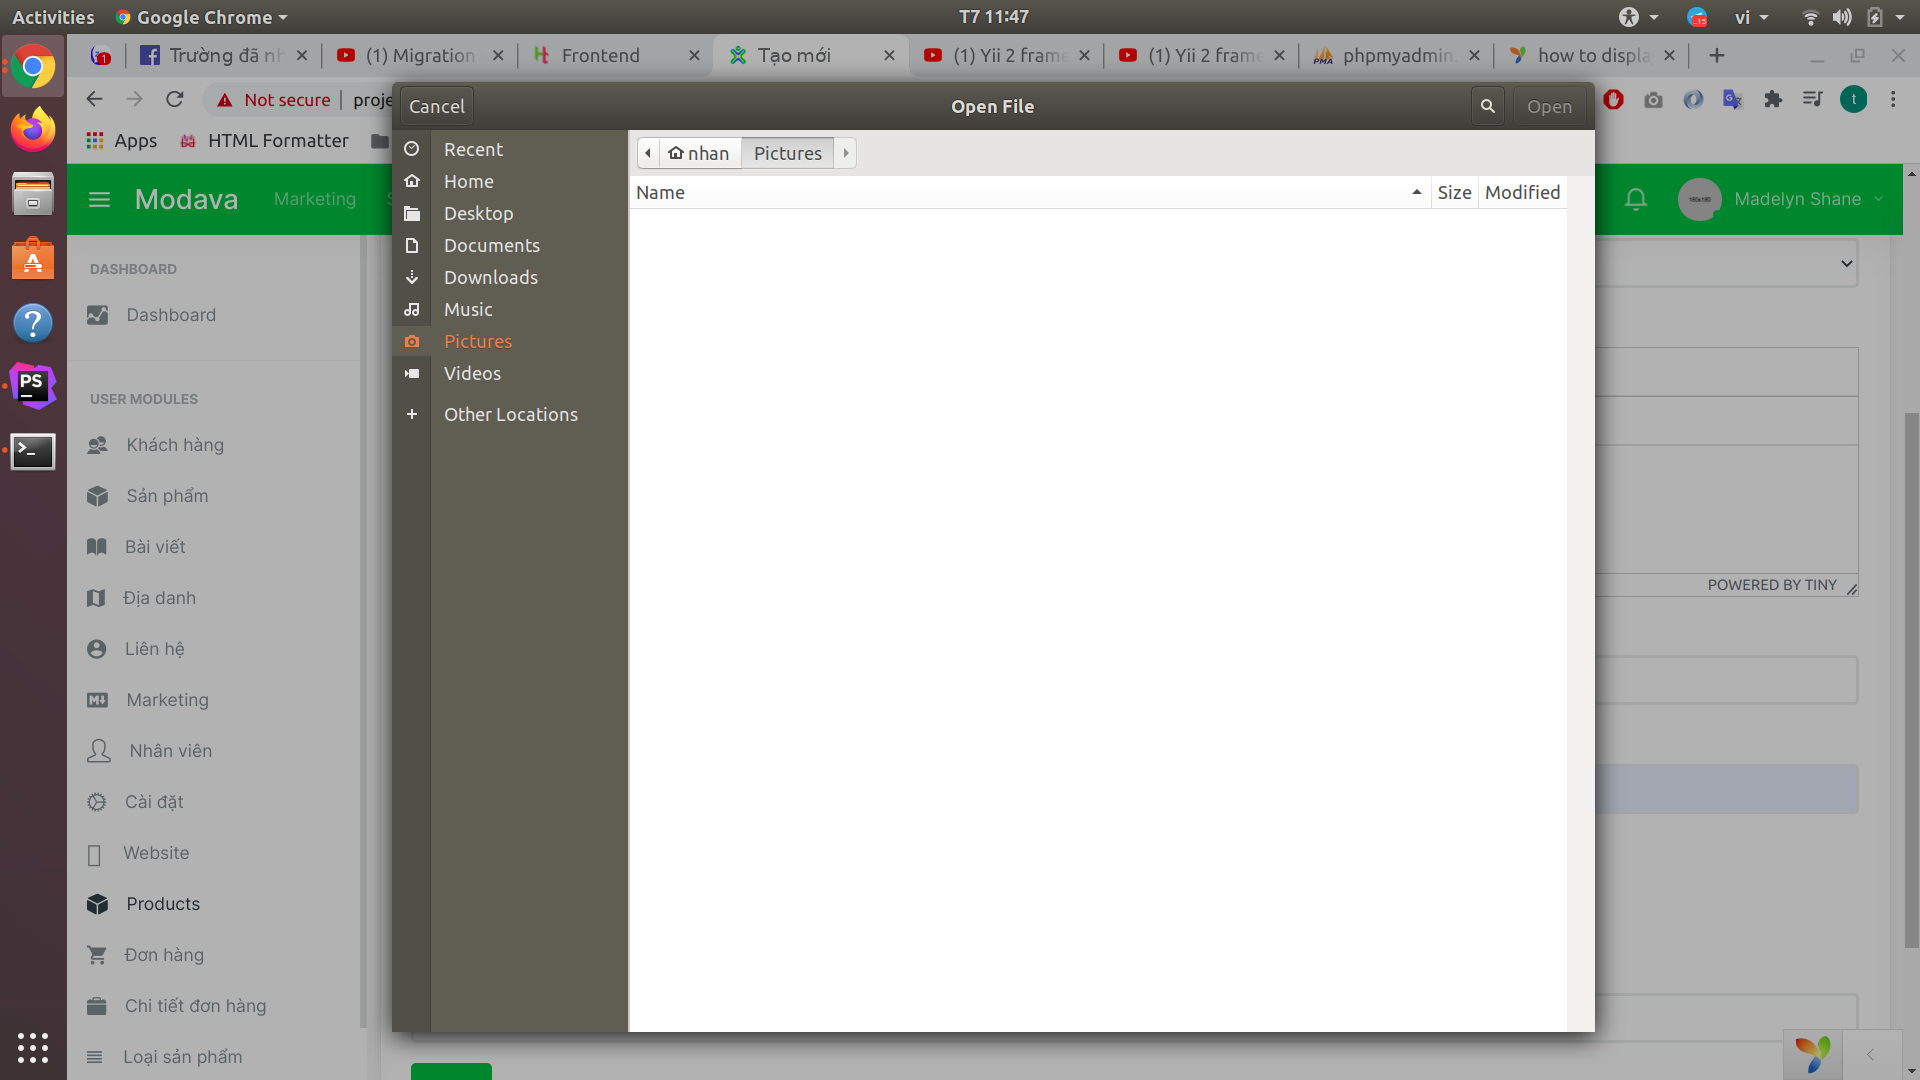 Activities Google Chrome T7 11:47 vi
1 Trường đã nh (1) Migration Frontend Tạo mới (1) Yii 2 frame (1) Yii 2 frame phpmyadmin how to displa
Not secure proje t
Apps HTML Formatter
Cancel Open File Open
Recent
Home
Desktop
Documents
Downloads
Music
Pictures
Videos
Other Locations
nhan Pictures
Name Size Modified
Modava Marketing S 180x180 Madelyn Shane
DASHBOARD
Dashboard
USER MODULES
Khách hàng
Sản phẩm
Bài viết
Địa danh
Liên hệ
Marketing
Nhân viên
Cài đặt
Website
Products
Đơn hàng
Chi tiết đơn hàng
Loại sản phẩm
POWERED BY TINY
PS